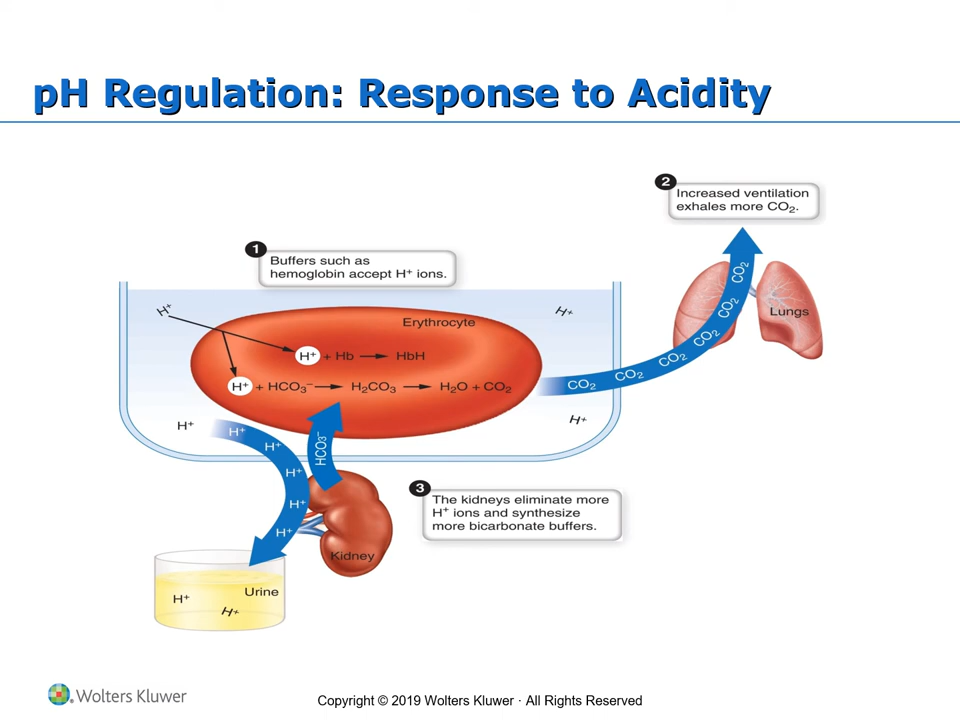 pH Regulation: Response to Acidity
2
Increased ventilation
exhales more CO₂.
1
Buffers such as
hemoglobin accept H⁺ ions.
H⁺
H⁺
Erythrocyte
H⁺ + Hb → HbH
H⁺ + HCO₃⁻ → H₂CO₃ → H₂O + CO₂
CO₂ CO₂ CO₂ CO₂ CO₂ CO₂
Lungs
H⁺
H⁺
H⁺
H⁺
H⁺
H⁺
H⁺
HCO₃⁻
3
The kidneys eliminate more
H⁺ ions and synthesize
more bicarbonate buffers.
Kidney
Urine
H⁺
H⁺
Wolters Kluwer
Copyright © 2019 Wolters Kluwer · All Rights Reserved